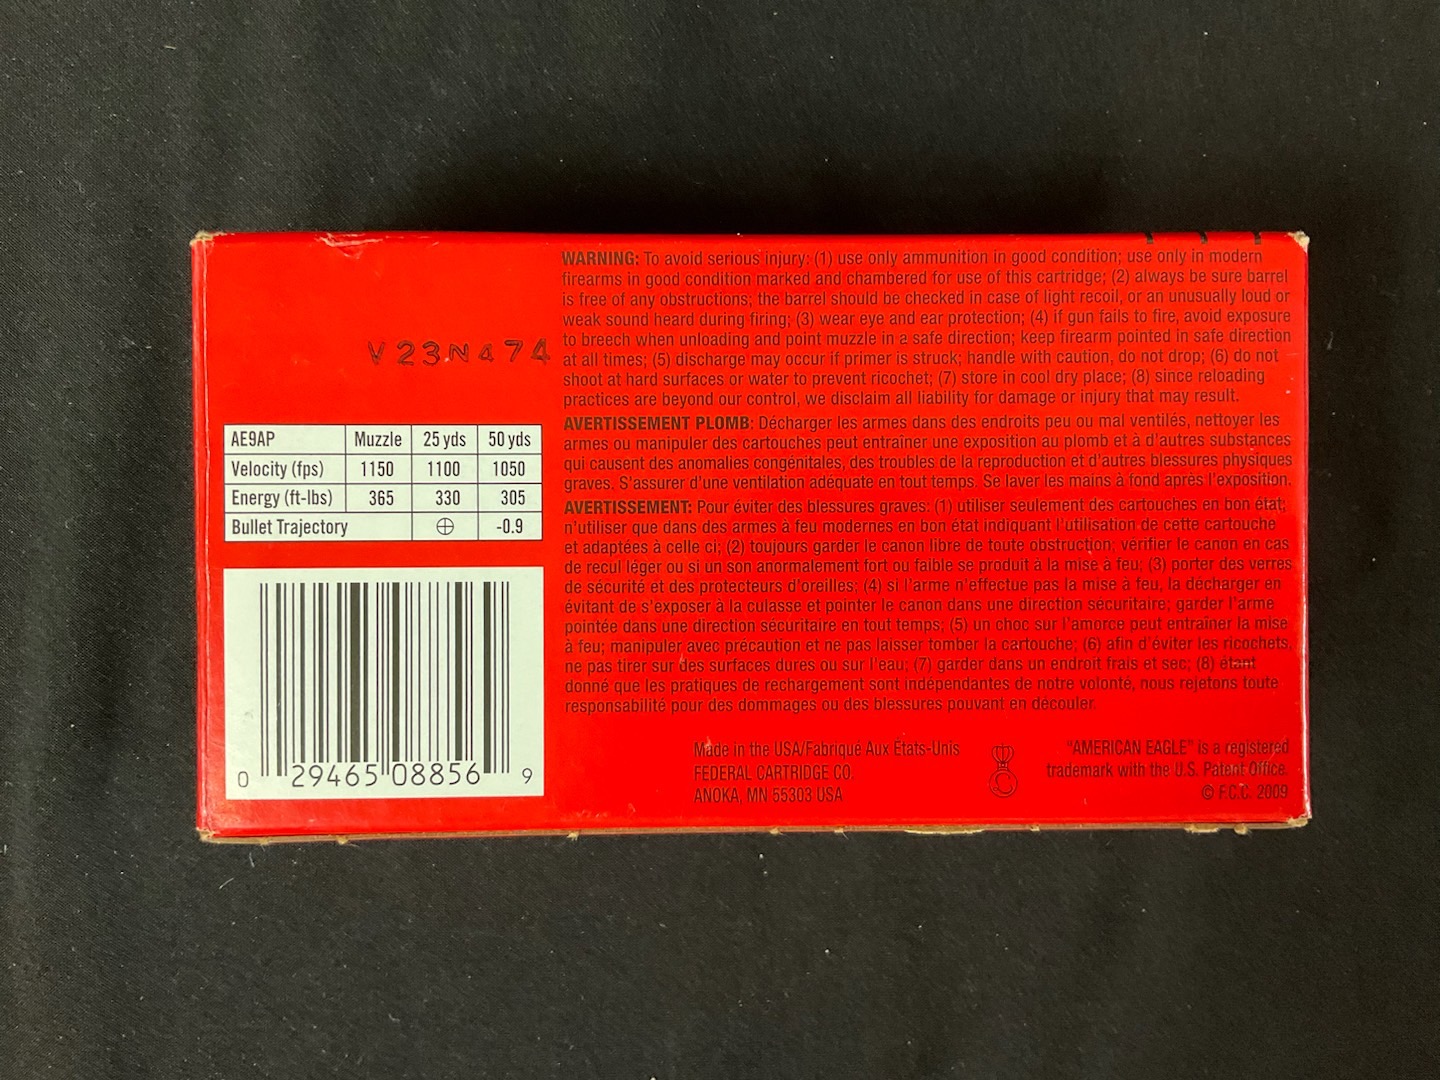 V23N474
AE9AP Muzzle 25 yds 50 yds
Velocity (fps) 1150 1100 1050
Energy (ft-lbs) 365 330 305
Bullet Trajectory ⊕ -0.9
0 29465 08856 9
WARNING: To avoid serious injury: (1) use only ammunition in good condition; use only in modern
firearms in good condition marked and chambered for use of this cartridge; (2) always be sure barrel
is free of any obstructions; the barrel should be checked in case of light recoil, or an unusually loud or
weak sound heard during firing; (3) wear eye and ear protection; (4) if gun fails to fire, avoid exposure
to breech when unloading and point muzzle in a safe direction; keep firearm pointed in safe direction
at all times; (5) discharge may occur if primer is struck; handle with caution, do not drop; (6) do not
shoot at hard surfaces or water to prevent ricochet; (7) store in cool dry place; (8) since reloading
practices are beyond our control, we disclaim all liability for damage or injury that may result.
AVERTISSEMENT PLOMB: Décharger les armes dans des endroits peu ou mal ventilés, nettoyer les
armes ou manipuler des cartouches peut entraîner une exposition au plomb et à d'autres substances
qui causent des anomalies congénitales, des troubles de la reproduction et d'autres blessures physiques
graves. S'assurer d'une ventilation adéquate en tout temps. Se laver les mains à fond après l'exposition.
AVERTISSEMENT: Pour éviter des blessures graves: (1) utiliser seulement des cartouches en bon état;
n'utiliser que dans des armes à feu modernes en bon état indiquant l'utilisation de cette cartouche
et adaptées à celle ci; (2) toujours garder le canon libre de toute obstruction; vérifier le canon en cas
de recul léger ou si un son anormalement fort ou faible se produit à la mise à feu; (3) porter des verres
de sécurité et des protecteurs d'oreilles; (4) si l'arme n'effectue pas la mise à feu, la décharger en
évitant de s'exposer à la culasse et pointer le canon dans une direction sécuritaire; garder l'arme
pointée dans une direction sécuritaire en tout temps; (5) un choc sur l'amorce peut entraîner la mise
à feu; manipuler avec précaution et ne pas laisser tomber la cartouche; (6) afin d'éviter les ricochets,
ne pas tirer sur des surfaces dures ou sur l'eau; (7) garder dans un endroit frais et sec; (8) étant
donné que les pratiques de rechargement sont indépendantes de notre volonté, nous rejetons toute
responsabilité pour des dommages ou des blessures pouvant en découler.
Made in the USA/Fabriqué Aux États-Unis
FEDERAL CARTRIDGE CO.
ANOKA, MN 55303 USA
"AMERICAN EAGLE" is a registered
trademark with the U.S. Patent Office.
© F.C.C. 2009